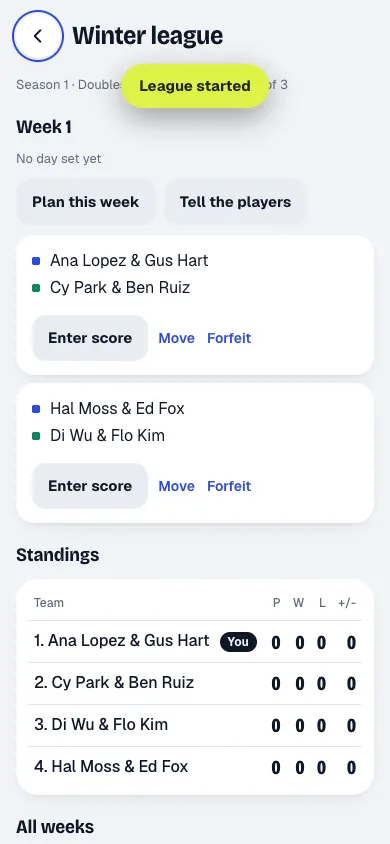 Winter league
Season 1 · Doubles
of 3
League started
Week 1
No day set yet
Plan this week
Tell the players
Ana Lopez & Gus Hart
Cy Park & Ben Ruiz
Enter score
Move
Forfeit
Hal Moss & Ed Fox
Di Wu & Flo Kim
Enter score
Move
Forfeit
Standings
Team P W L +/-
1. Ana Lopez & Gus Hart You 0 0 0 0
2. Cy Park & Ben Ruiz 0 0 0 0
3. Di Wu & Flo Kim 0 0 0 0
4. Hal Moss & Ed Fox 0 0 0 0
All weeks